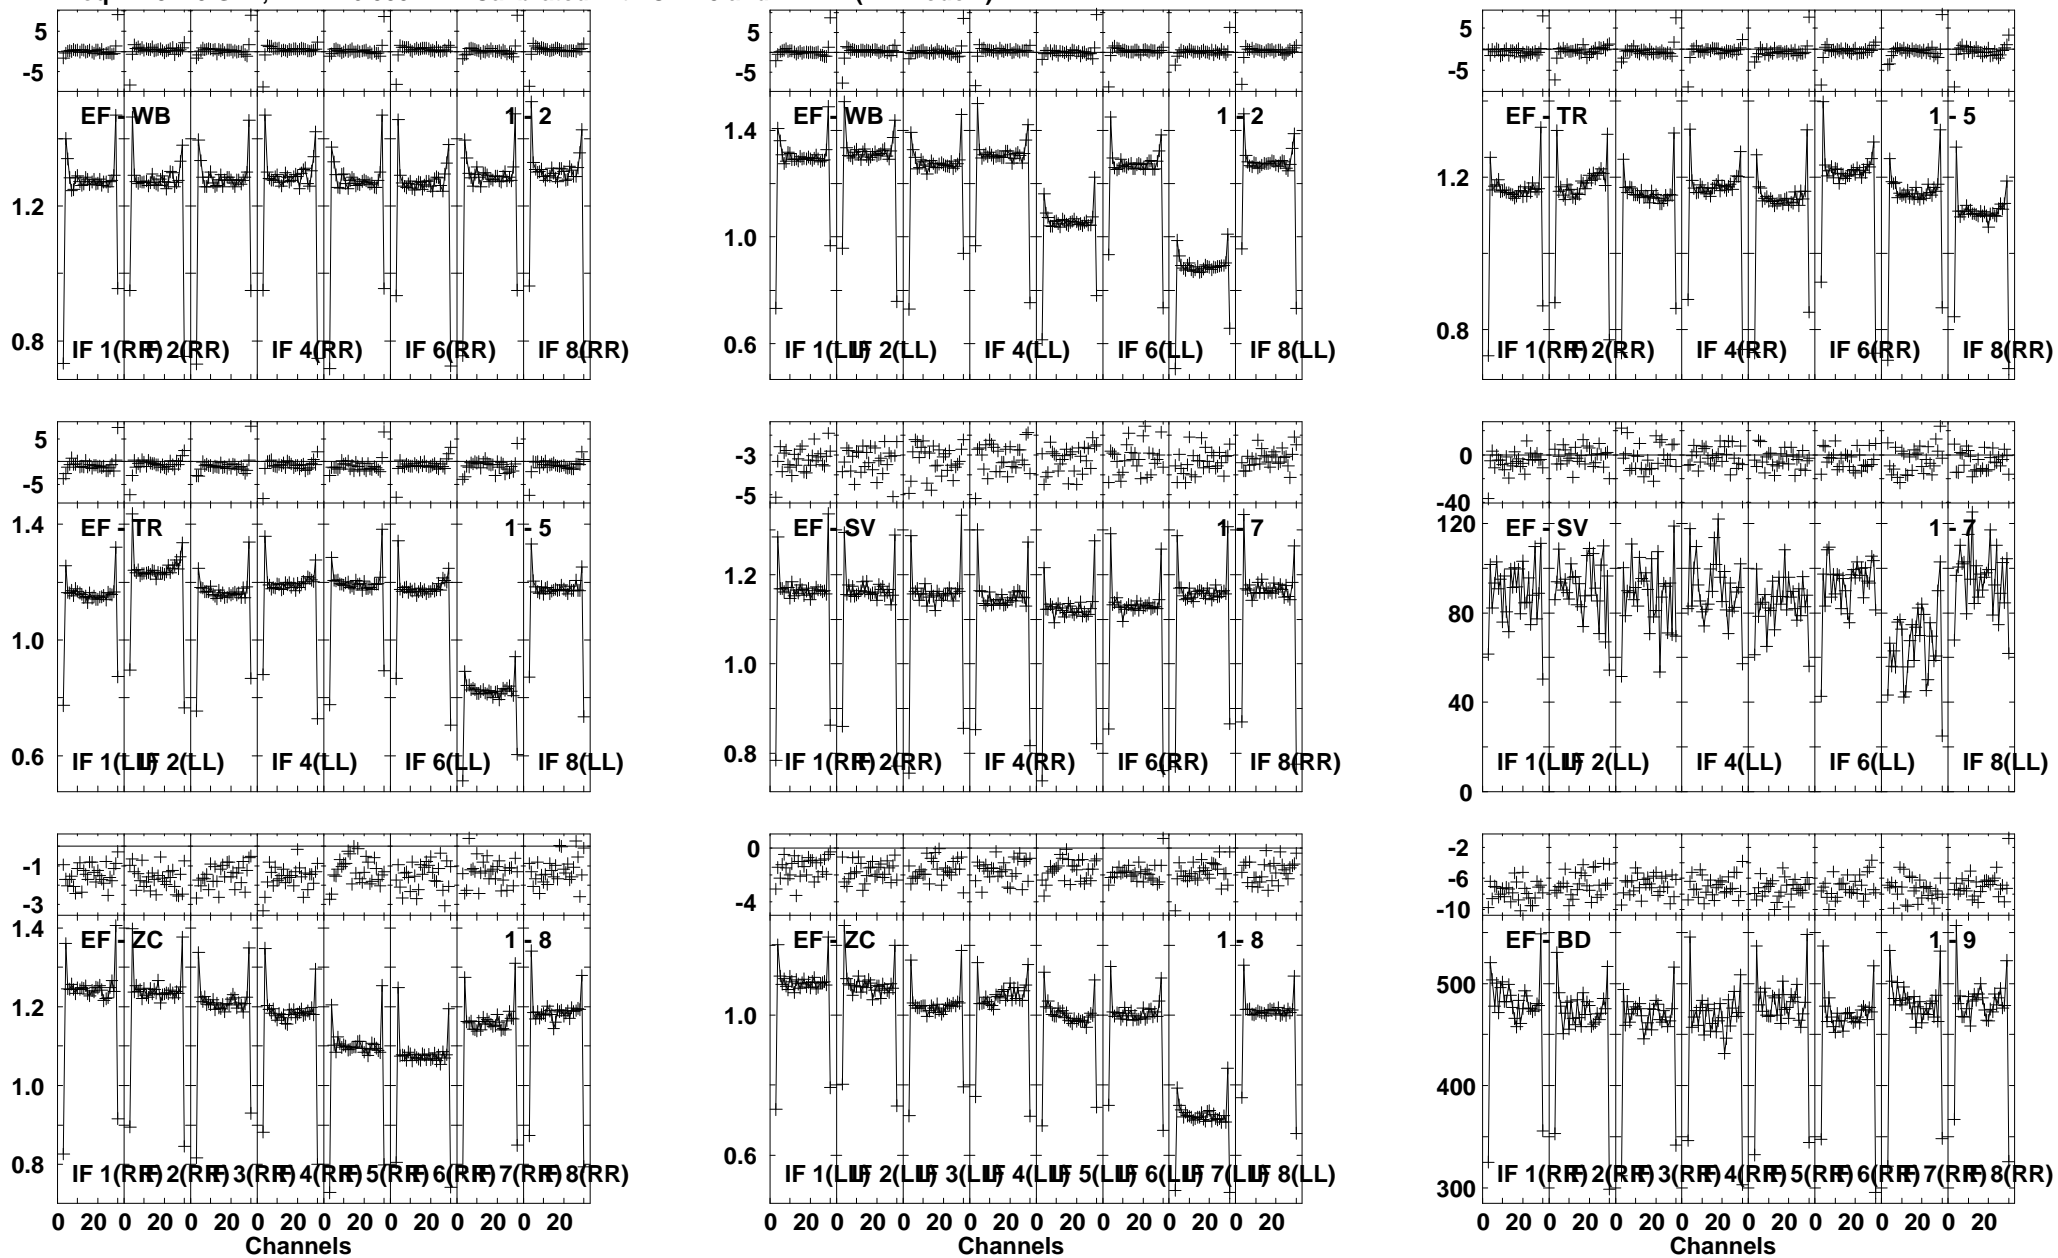 5
-5
EF - WB
1 - 2
1.2
0.8
IF 1(RR)
IF 2(RR)
IF 4(RR)
IF 6(RR)
IF 8(RR)
5
-5
EF - WB
1 - 2
1.4
1.0
0.6
IF 1(LL)
IF 2(LL)
IF 4(LL)
IF 6(LL)
IF 8(LL)
5
-5
EF - TR
1 - 5
1.2
0.8
IF 1(RR)
IF 2(RR)
IF 4(RR)
IF 6(RR)
IF 8(RR)
5
-5
EF - TR
1 - 5
1.4
1.0
0.6
IF 1(LL)
IF 2(LL)
IF 4(LL)
IF 6(LL)
IF 8(LL)
-3
-5
EF - SV
1 - 7
1.2
1.0
0.8
IF 1(RR)
IF 2(RR)
IF 4(RR)
IF 6(RR)
IF 8(RR)
0
-40
EF - SV
1 - 7
120
80
40
0
IF 1(LL)
IF 2(LL)
IF 4(LL)
IF 6(LL)
IF 8(LL)
-1
-3
EF - ZC
1 - 8
1.4
1.2
1.0
0.8
IF 1(RR)
IF 2(RR)
IF 3(RR)
IF 4(RR)
IF 5(RR)
IF 6(RR)
IF 7(RR)
IF 8(RR)
0 20 0 20 0 20 0 20 0 20 0 20 0 20 0 20
Channels
0
-4
EF - ZC
1 - 8
1.0
0.6
IF 1(LL)
IF 2(LL)
IF 3(LL)
IF 4(LL)
IF 5(LL)
IF 6(LL)
IF 7(LL)
IF 8(LL)
0 20 0 20 0 20 0 20 0 20 0 20 0 20 0 20
Channels
-2
-6
-10
EF - BD
1 - 9
500
400
300
IF 1(RR)
IF 2(RR)
IF 3(RR)
IF 4(RR)
IF 5(RR)
IF 6(RR)
IF 7(RR)
IF 8(RR)
0 20 0 20 0 20 0 20 0 20 0 20 0 20 0 20
Channels